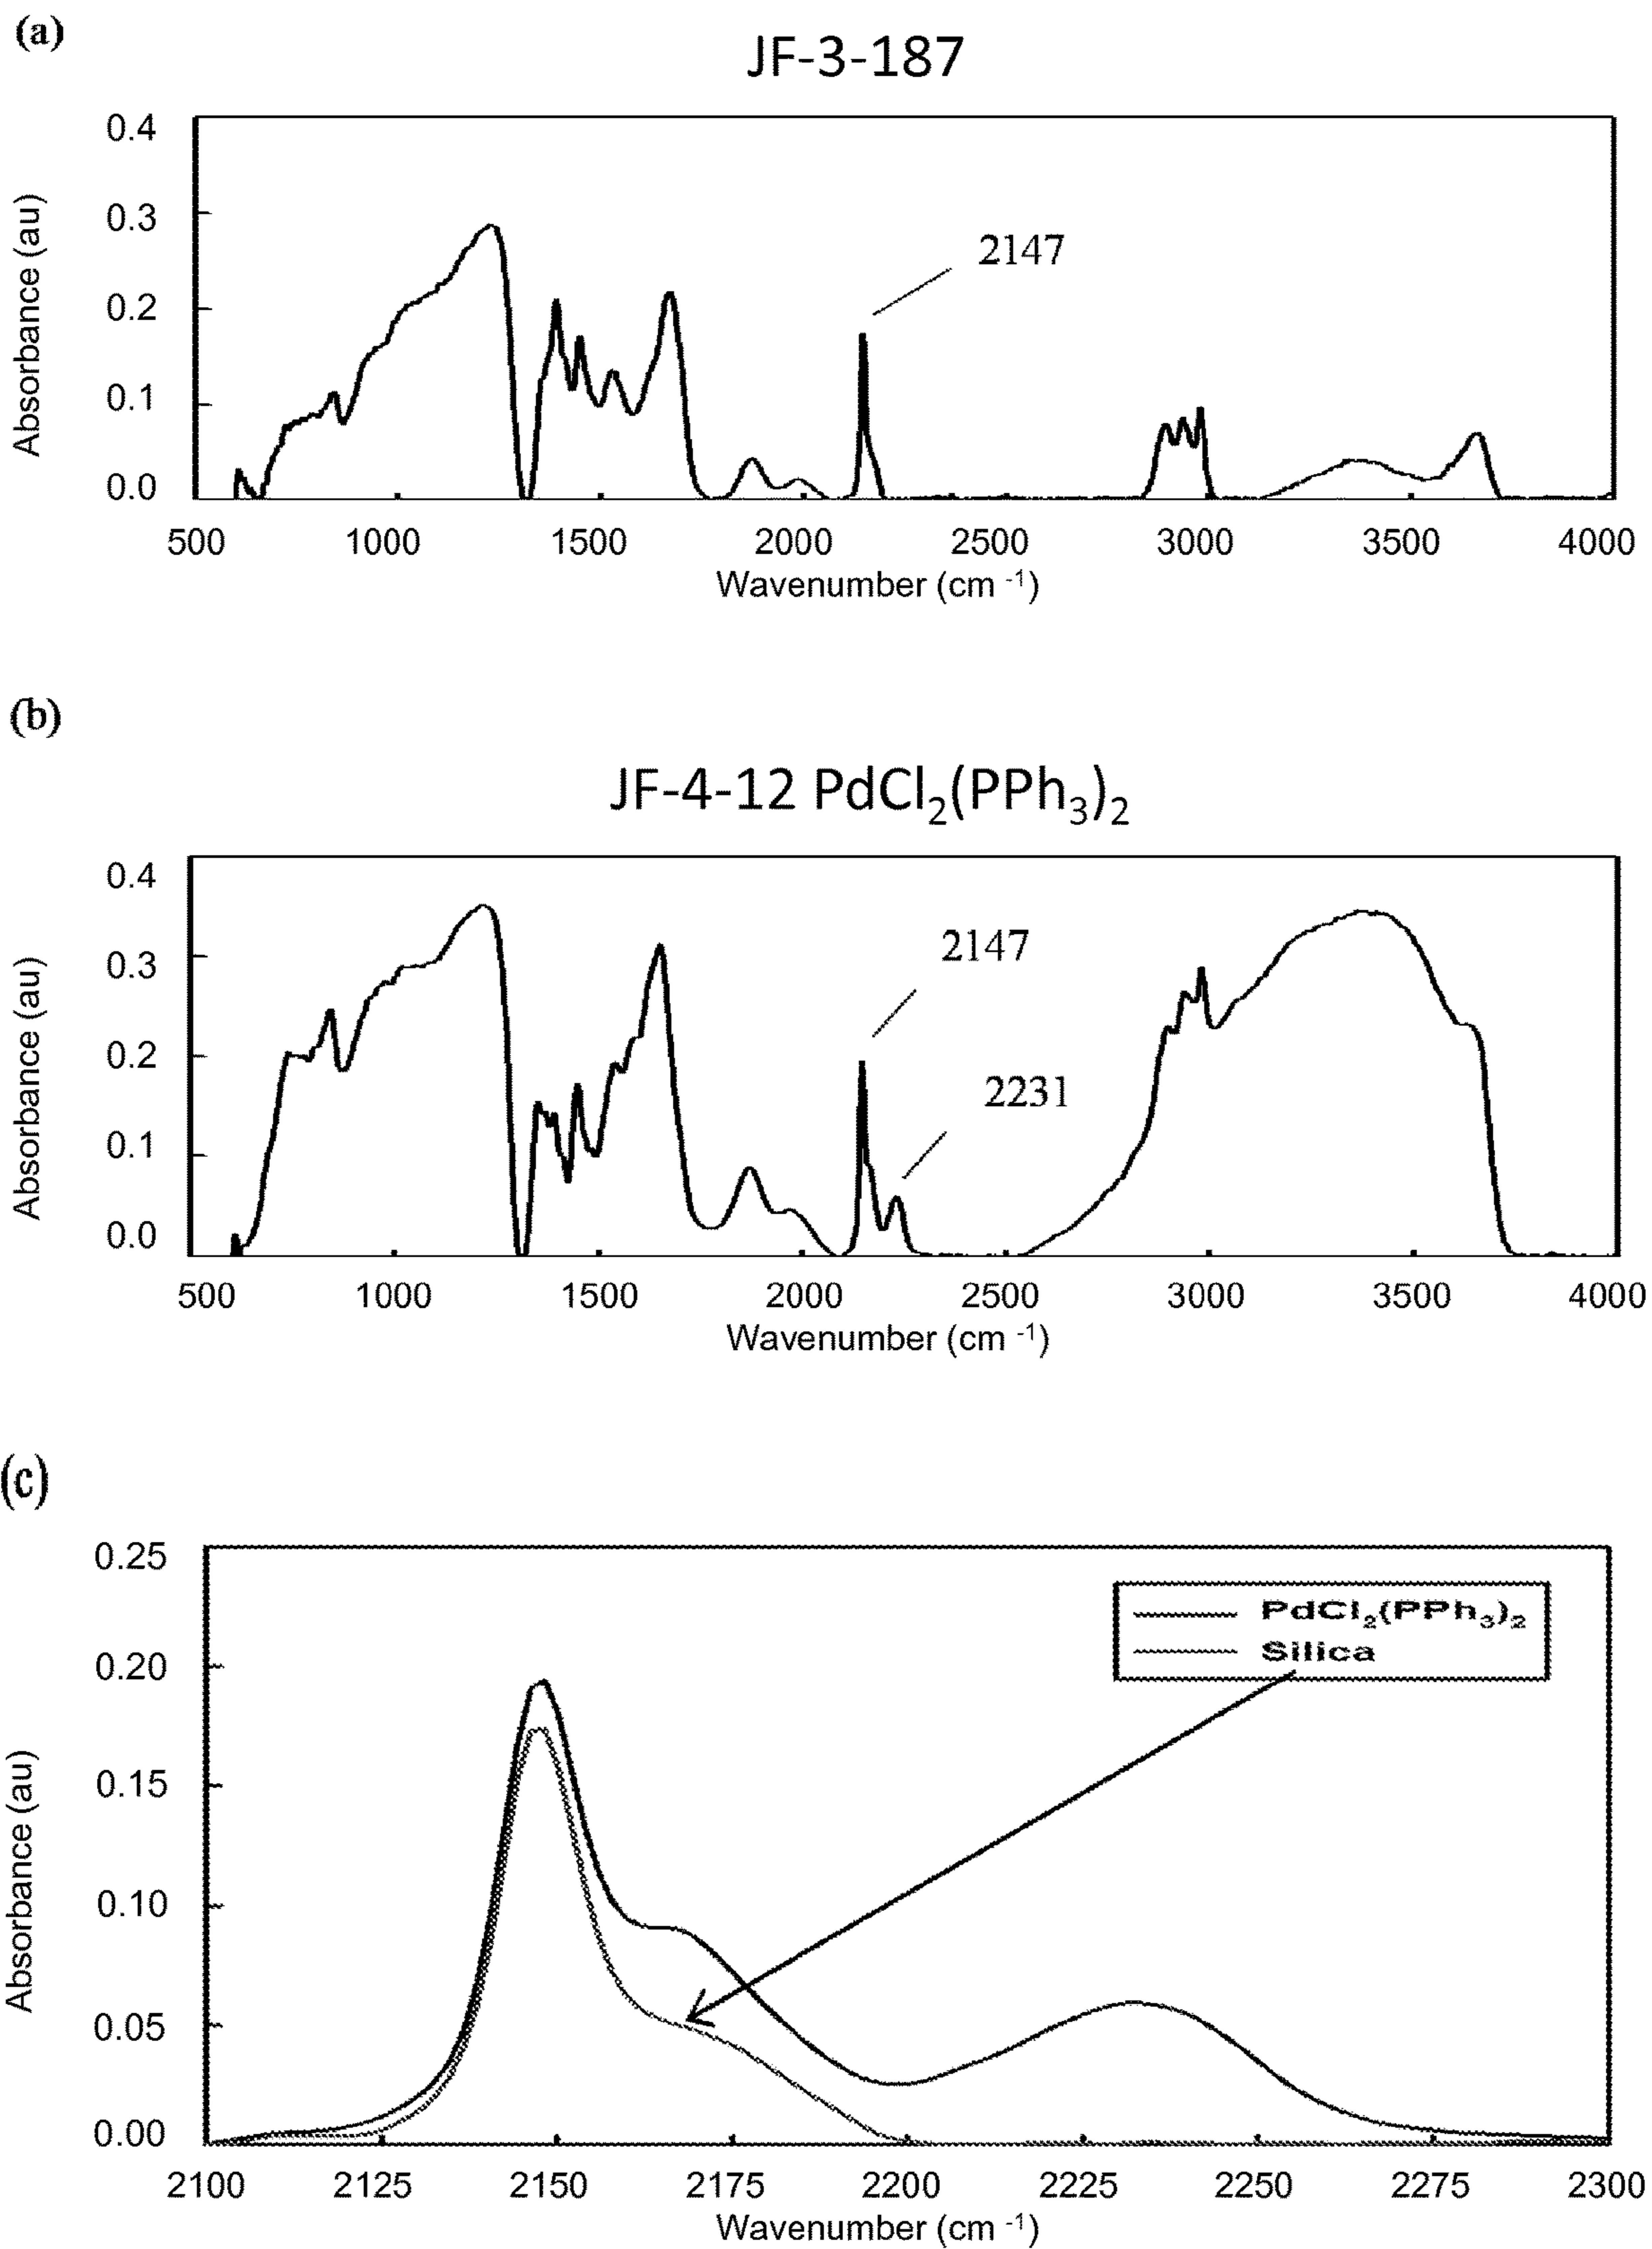 (a)
JF-3-187
0.4
0.3
0.2
0.1
0.0
Absorbance (au)
2147
500 1000 1500 2000 2500 3000 3500 4000
Wavenumber (cm -1)
(b)
JF-4-12 PdCl2(PPh3)2
0.4
0.3
0.2
0.1
0.0
Absorbance (au)
2147
2231
500 1000 1500 2000 2500 3000 3500 4000
Wavenumber (cm -1)
(c)
0.25
0.20
0.15
0.10
0.05
0.00
Absorbance (au)
PdCl2(PPh3)2
Silica
2100 2125 2150 2175 2200 2225 2250 2275 2300
Wavenumber (cm -1)